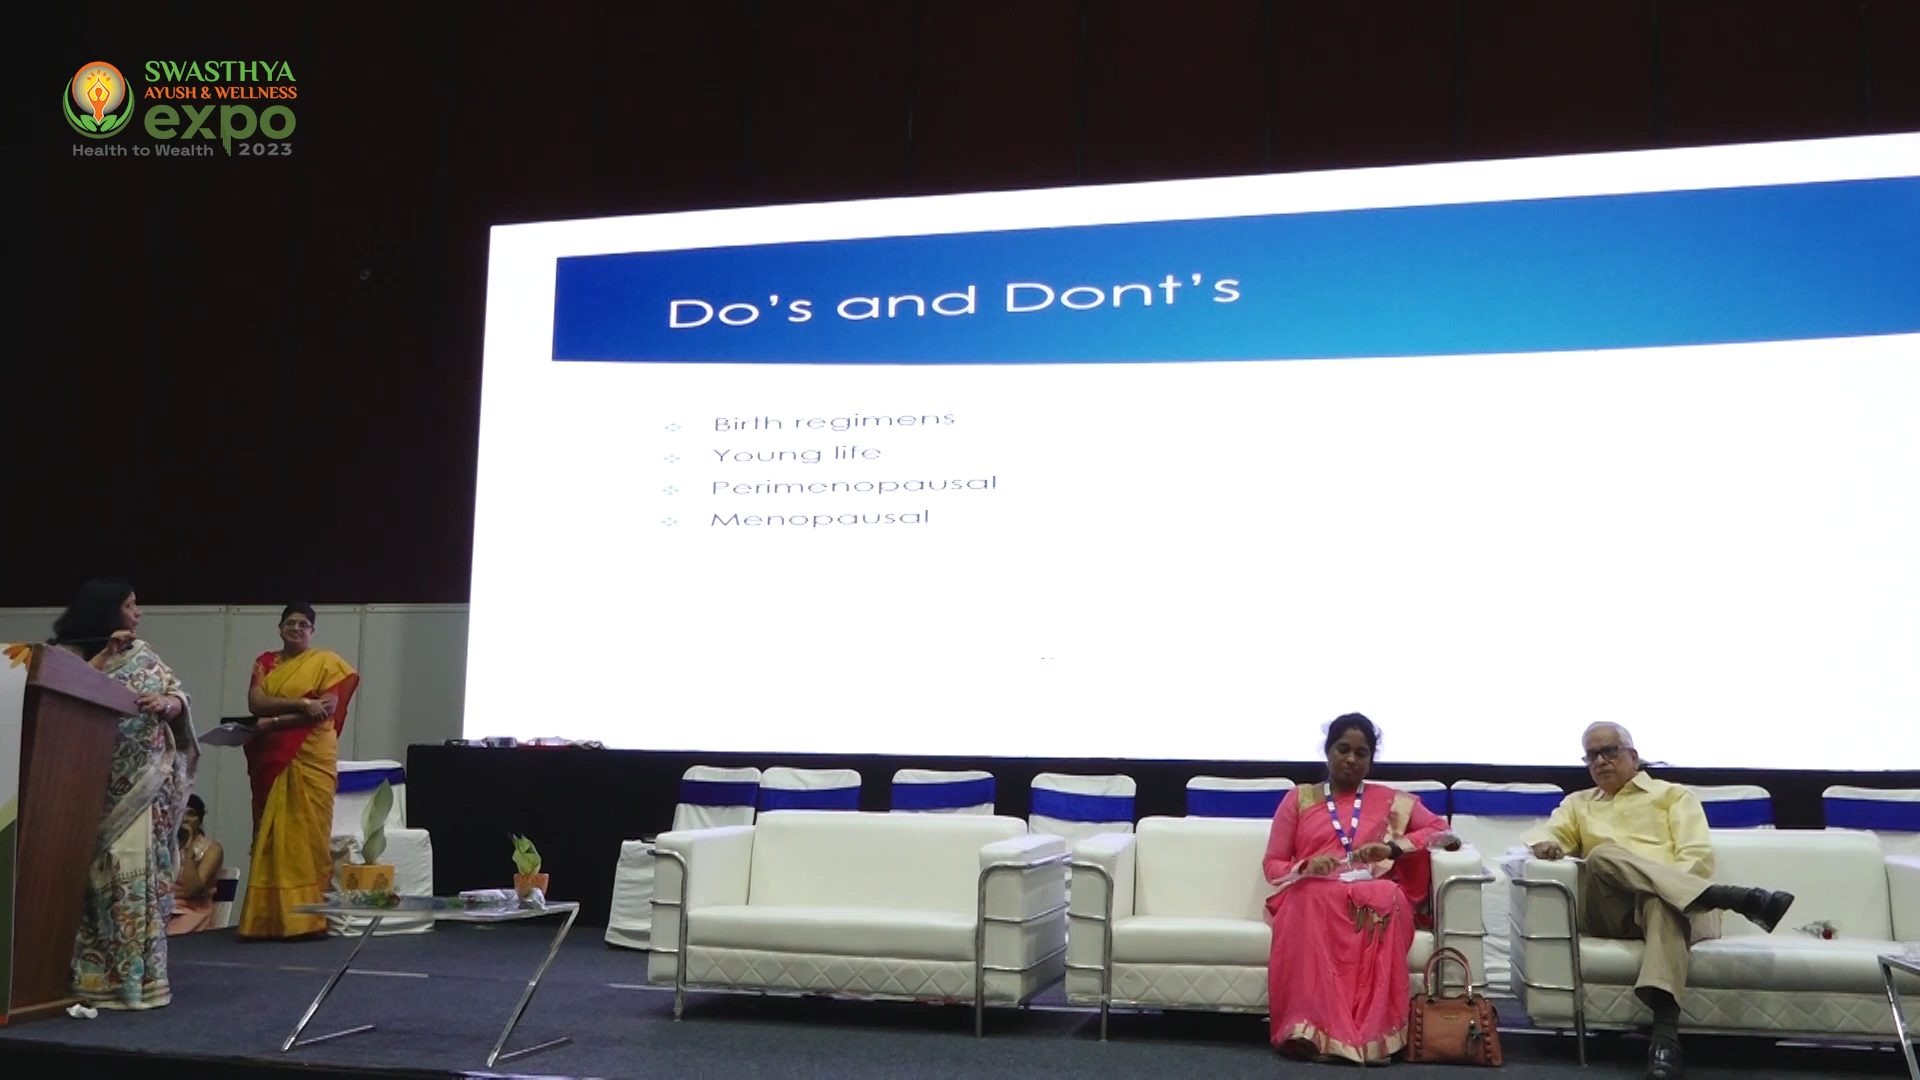 SWASTHYA
AYUSH & WELLNESS
expo
Health to Wealth 2023
Do's and Dont's
Birth regimens
Young life
Perimenopausal
Menopausal